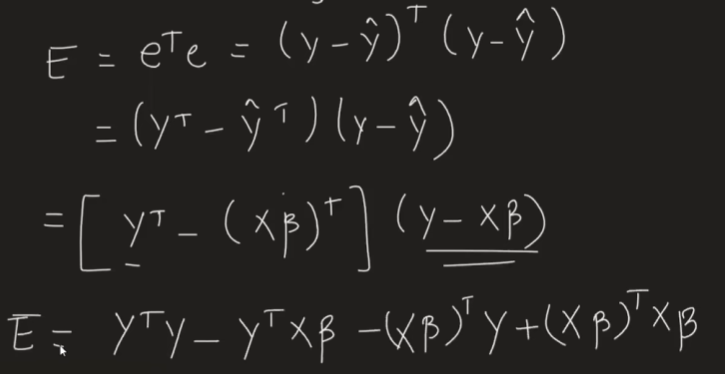 E = eᵀe = (y - ŷ)ᵀ (y - ŷ)
= (yᵀ - ŷᵀ) (y - ŷ)
= [ yᵀ - (xβ)ᵀ ] (y - xβ)
E = yᵀy - yᵀxβ - (xβ)ᵀy + (xβ)ᵀxβ